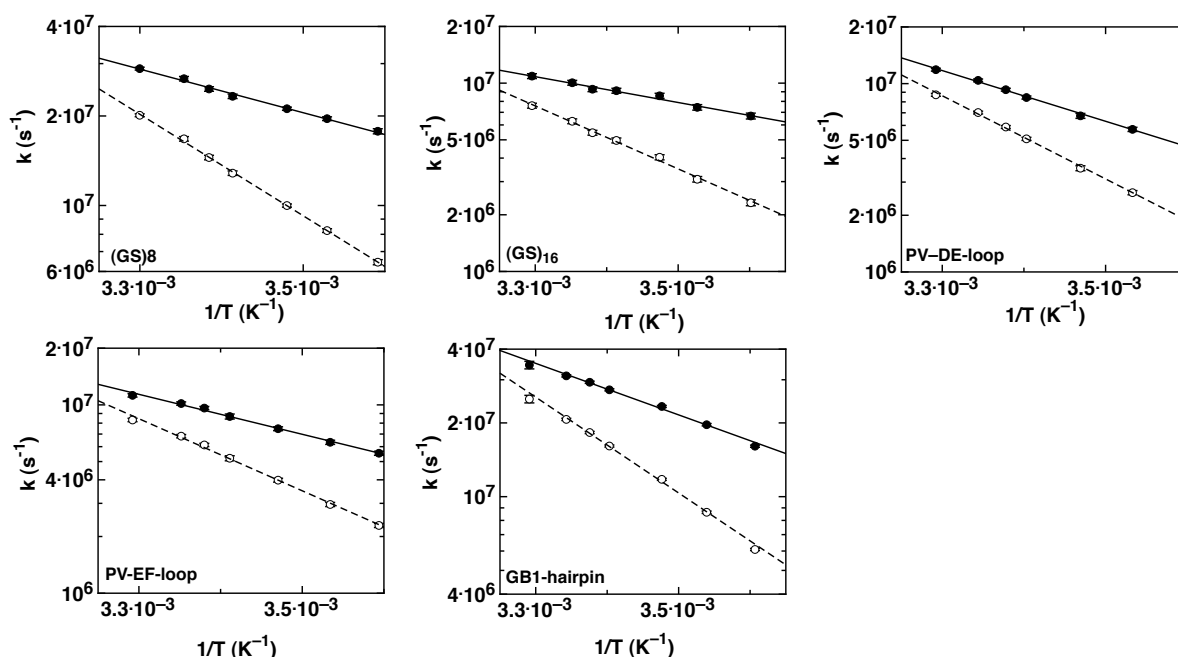 4·10⁷
2·10⁷
10⁷
6·10⁶
k (s⁻¹)
(GS)8
3.3·10⁻³
3.5·10⁻³
1/T (K⁻¹)
2·10⁷
10⁷
5·10⁶
2·10⁶
10⁶
k (s⁻¹)
(GS)₁₆
3.3·10⁻³
3.5·10⁻³
1/T (K⁻¹)
2·10⁷
10⁷
5·10⁶
2·10⁶
10⁶
k (s⁻¹)
PV–DE-loop
3.3·10⁻³
3.5·10⁻³
1/T (K⁻¹)
2·10⁷
10⁷
4·10⁶
10⁶
k (s⁻¹)
PV-EF-loop
3.3·10⁻³
3.5·10⁻³
1/T (K⁻¹)
4·10⁷
2·10⁷
10⁷
4·10⁶
k (s⁻¹)
GB1-hairpin
3.3·10⁻³
3.5·10⁻³
1/T (K⁻¹)